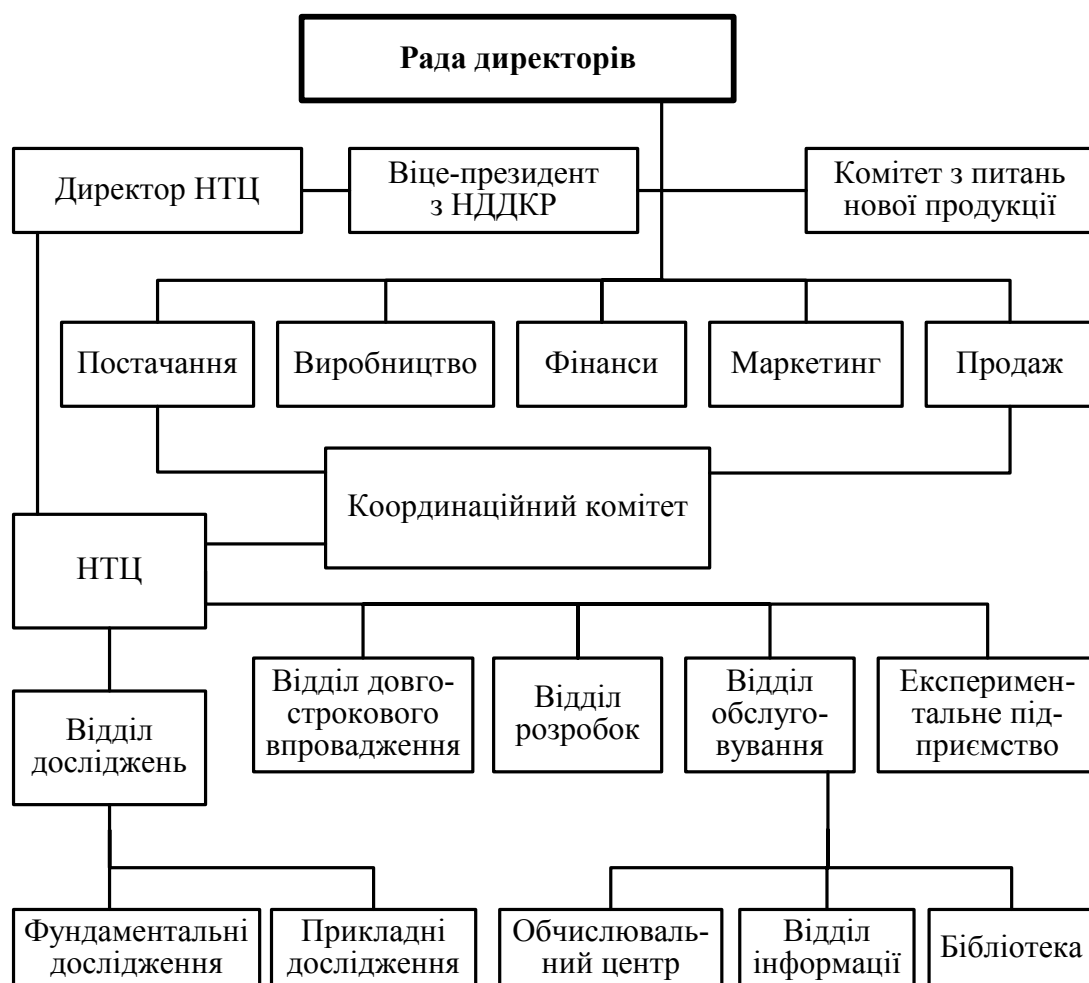 Рада директорів
Директор НТЦ
Віце-президент
з НДДКР
Комітет з питань
нової продукції
Постачання
Виробництво
Фінанси
Маркетинг
Продаж
Координаційний комітет
НТЦ
Відділ
досліджень
Відділ довго-
строкового
впровадження
Відділ
розробок
Відділ
обслуго-
вування
Експеримен-
тальне під-
приємство
Фундаментальні
дослідження
Прикладні
дослідження
Обчислюваль-
ний центр
Відділ
інформації
Бібліотека